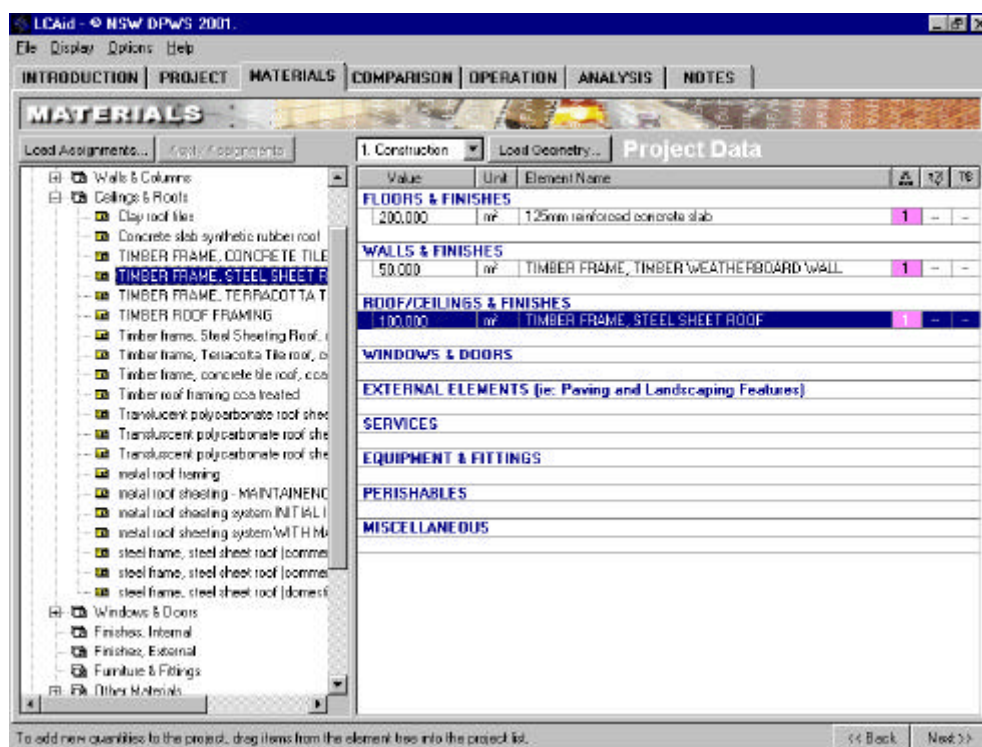 LCAid - © NSW DPWS 2001.
File Display Options Help
INTRODUCTION PROJECT MATERIALS COMPARISON OPERATION ANALYSIS NOTES
MATERIALS
Load Assignments... Apply Assignments 1. Construction Load Geometry... Project Data
Value Unit Element Name
Walls & Columns
Ceilings & Roofs
Clay roof tiles
Concrete slab synthetic rubber roof
TIMBER FRAME, CONCRETE TILE
TIMBER FRAME, STEEL SHEET R
TIMBER FRAME, TERRACOTTA T
TIMBER ROOF FRAMING
Timber frame, Steel Sheeting Roof,
Timber frame, Terracotta Tile roof, c
Timber frame, concrete tile roof, cca
Timber roof framing cca treated
Translucent polycarbonate roof shee
Transluscent polycarbonate roof she
Transluscent polycarbonate roof she
metal roof framing
metal roof sheeting - MAINTAINENC
metal roof sheeting system INITIAL I
metal roof sheeting system WITH MA
steel frame, steel sheet roof (commer
steel frame, steel sheet roof (commer
steel frame, steel sheet roof (domesti
Windows & Doors
Finishes, Internal
Finishes, External
Furniture & Fittings
Other Materials
FLOORS & FINISHES
200.000 m² 125mm reinforced concrete slab 1 -- --
WALLS & FINISHES
50.000 m² TIMBER FRAME, TIMBER WEATHERBOARD WALL 1 -- --
ROOF/CEILINGS & FINISHES
100.000 m² TIMBER FRAME, STEEL SHEET ROOF 1 -- --
WINDOWS & DOORS
EXTERNAL ELEMENTS (ie: Paving and Landscaping Features)
SERVICES
EQUIPMENT & FITTINGS
PERISHABLES
MISCELLANEOUS
To add new quantities to the project, drag items from the element tree into the project list.
<< Back Next >>